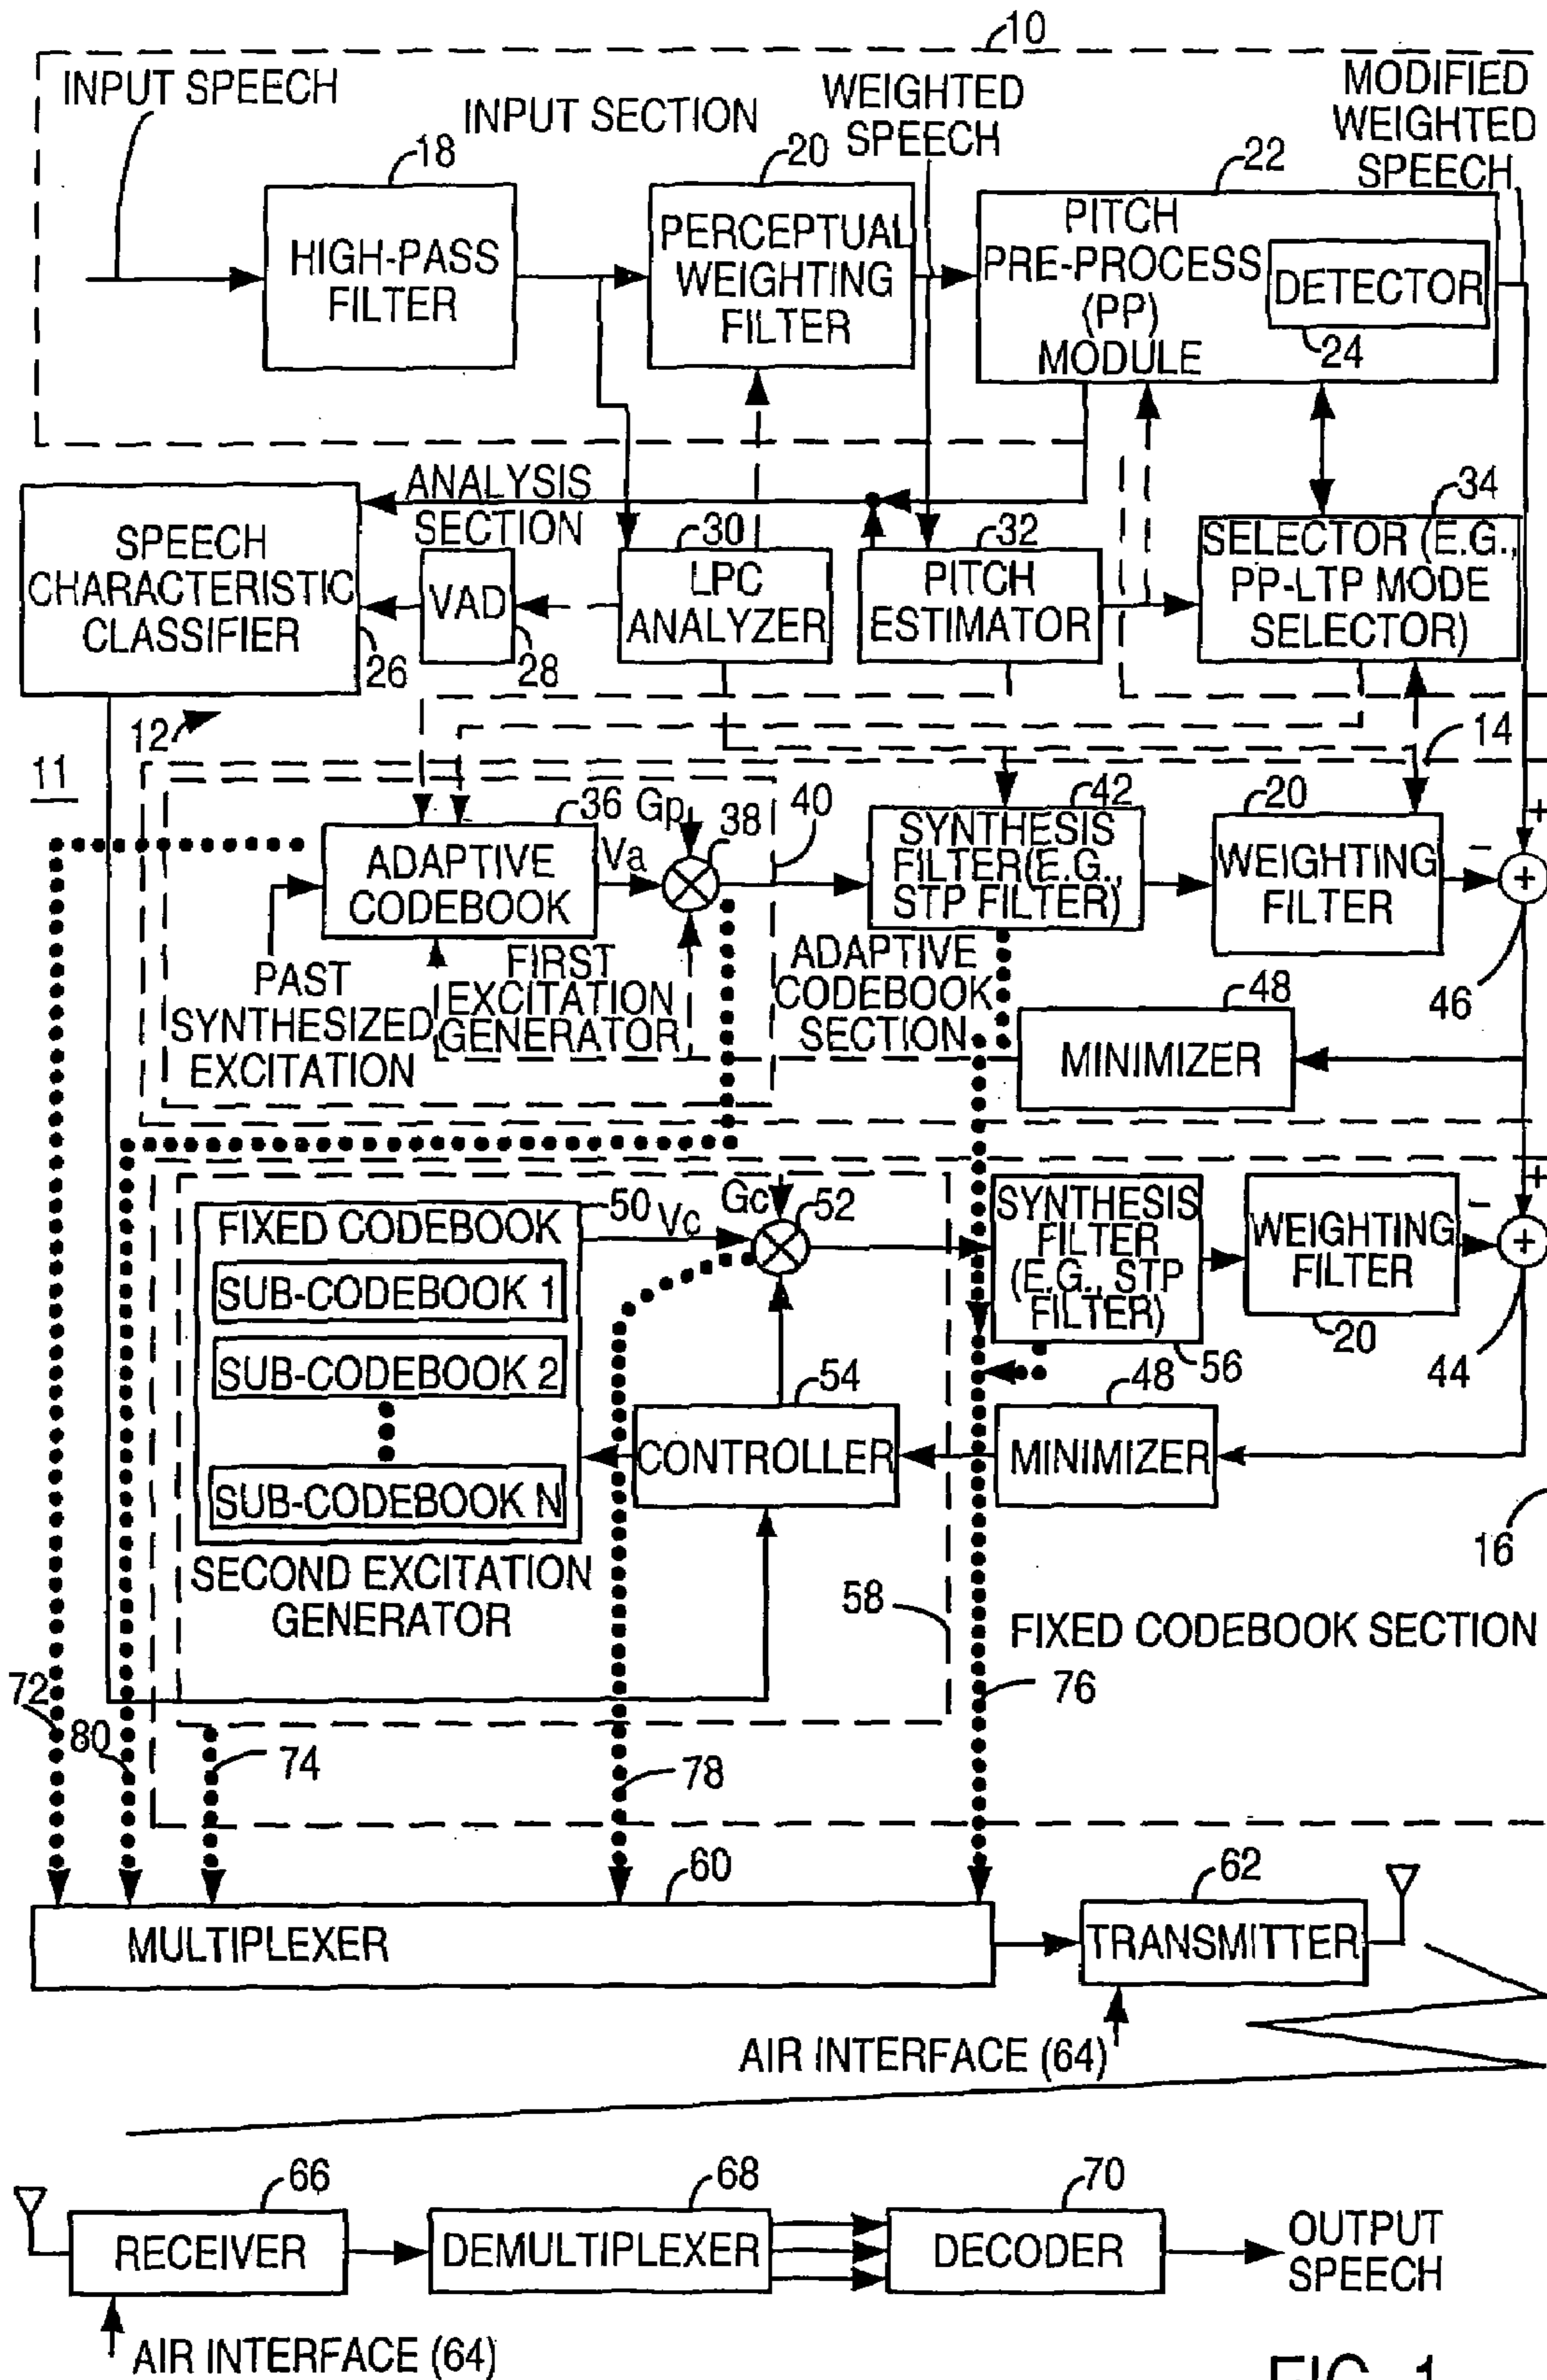 10
INPUT SPEECH
INPUT SECTION
WEIGHTED
SPEECH
MODIFIED
WEIGHTED
SPEECH
18
20
22
HIGH-PASS
FILTER
PERCEPTUAL
WEIGHTING
FILTER
PITCH
PRE-PROCESS
(PP)
MODULE
DETECTOR
24
ANALYSIS
SECTION
30
32
34
SPEECH
CHARACTERISTIC
CLASSIFIER
26
VAD
28
LPC
ANALYZER
PITCH
ESTIMATOR
SELECTOR (E.G.,
PP-LTP MODE
SELECTOR)
12
14
11
36
Gp
38
40
42
20
+
ADAPTIVE
CODEBOOK
Va
SYNTHESIS
FILTER(E.G.,
STP FILTER)
WEIGHTING
FILTER
-
+
PAST
SYNTHESIZED
EXCITATION
FIRST
EXCITATION
GENERATOR
ADAPTIVE
CODEBOOK
SECTION
48
46
MINIMIZER
50
Vc
Gc
52
+
FIXED CODEBOOK
SUB-CODEBOOK 1
SUB-CODEBOOK 2
SUB-CODEBOOK N
SYNTHESIS
FILTER
(E.G., STP
FILTER)
WEIGHTING
FILTER
-
+
20
56
44
54
48
CONTROLLER
MINIMIZER
16
SECOND EXCITATION
GENERATOR
58
FIXED CODEBOOK SECTION
72
76
80
74
78
60
62
MULTIPLEXER
TRANSMITTER
AIR INTERFACE (64)
66
68
70
RECEIVER
DEMULTIPLEXER
DECODER
OUTPUT
SPEECH
AIR INTERFACE (64)
FIG. 1